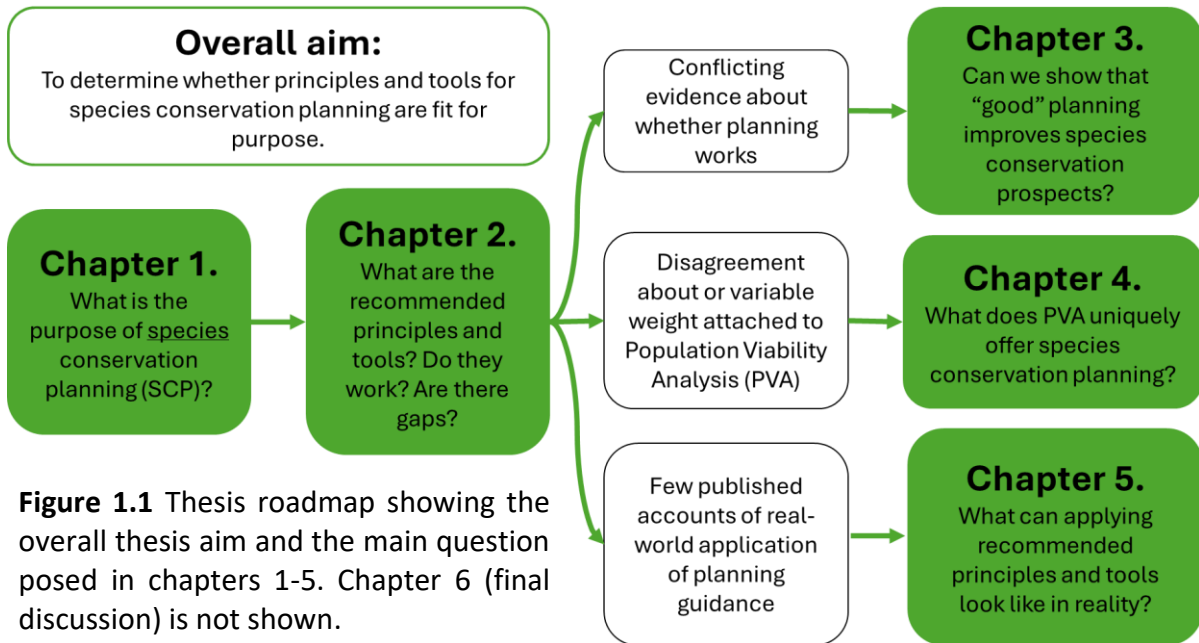 Overall aim:
To determine whether principles and tools for
species conservation planning are fit for
purpose.
Chapter 1.
What is the
purpose of species
conservation
planning (SCP)?
Chapter 2.
What are the
recommended
principles and
tools? Do they
work? Are there
gaps?
Conflicting
evidence about
whether planning
works
Chapter 3.
Can we show that
“good” planning
improves species
conservation
prospects?
Disagreement
about or variable
weight attached to
Population Viability
Analysis (PVA)
Chapter 4.
What does PVA uniquely
offer species
conservation planning?
Few published
accounts of real-
world application
of planning
guidance
Chapter 5.
What can applying
recommended
principles and tools
look like in reality?
Figure 1.1 Thesis roadmap showing the
overall thesis aim and the main question
posed in chapters 1-5. Chapter 6 (final
discussion) is not shown.